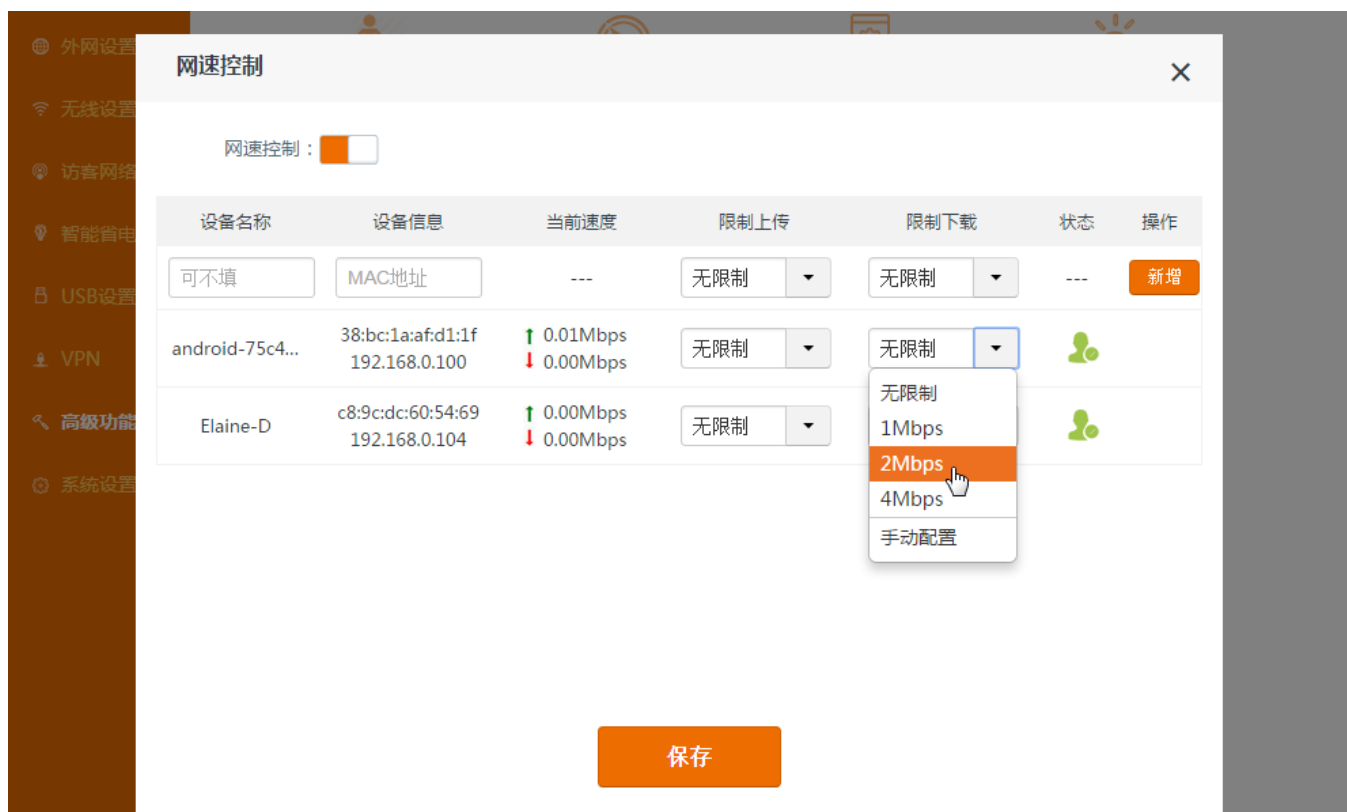 外网设置
无线设置
访客网络
智能省电
USB设置
VPN
高级功能
系统设置
网速控制
×
网速控制：
设备名称 设备信息 当前速度 限制上传 限制下载 状态 操作
可不填 MAC地址 --- 无限制 无限制 --- 新增
android-75c4... 38:bc:1a:af:d1:1f 0.01Mbps 无限制 无限制
192.168.0.100 0.00Mbps
Elaine-D c8:9c:dc:60:54:69 0.00Mbps 无限制
192.168.0.104 0.00Mbps
无限制
1Mbps
2Mbps
4Mbps
手动配置
保存